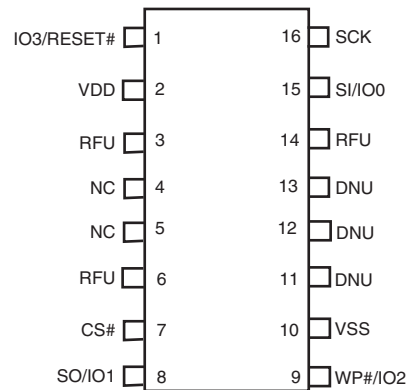 IO3/RESET# 1 16 SCK
VDD 2 15 SI/IO0
RFU 3 14 RFU
NC 4 13 DNU
NC 5 12 DNU
RFU 6 11 DNU
CS# 7 10 VSS
SO/IO1 8 9 WP#/IO2